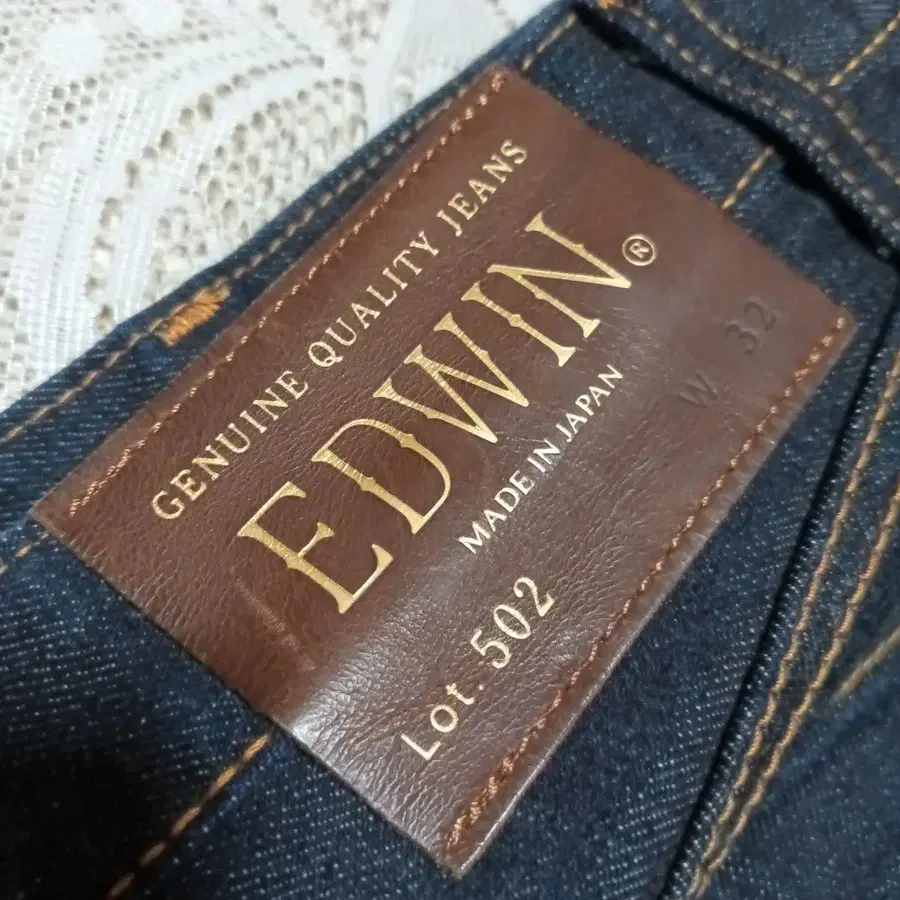 GENUINE QUALITY JEANS
EDWIN®
MADE IN JAPAN
Lot. 502
W 32